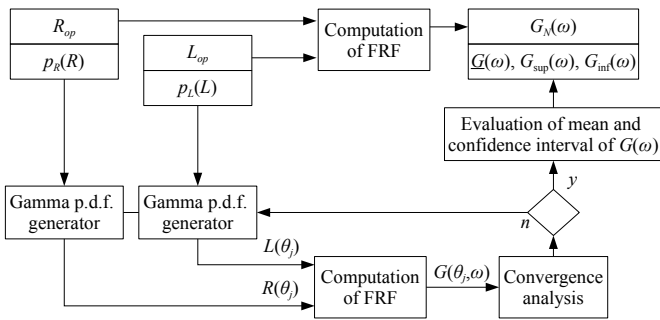 R_op
p_R(R)
L_op
p_L(L)
Computation
of FRF
G_N(ω)
G(ω), G_sup(ω), G_inf(ω)
Evaluation of mean and
confidence interval of G(ω)
y
n
Gamma p.d.f.
generator
Gamma p.d.f.
generator
L(θ_j)
R(θ_j)
Computation
of FRF
G(θ_j,ω)
Convergence
analysis